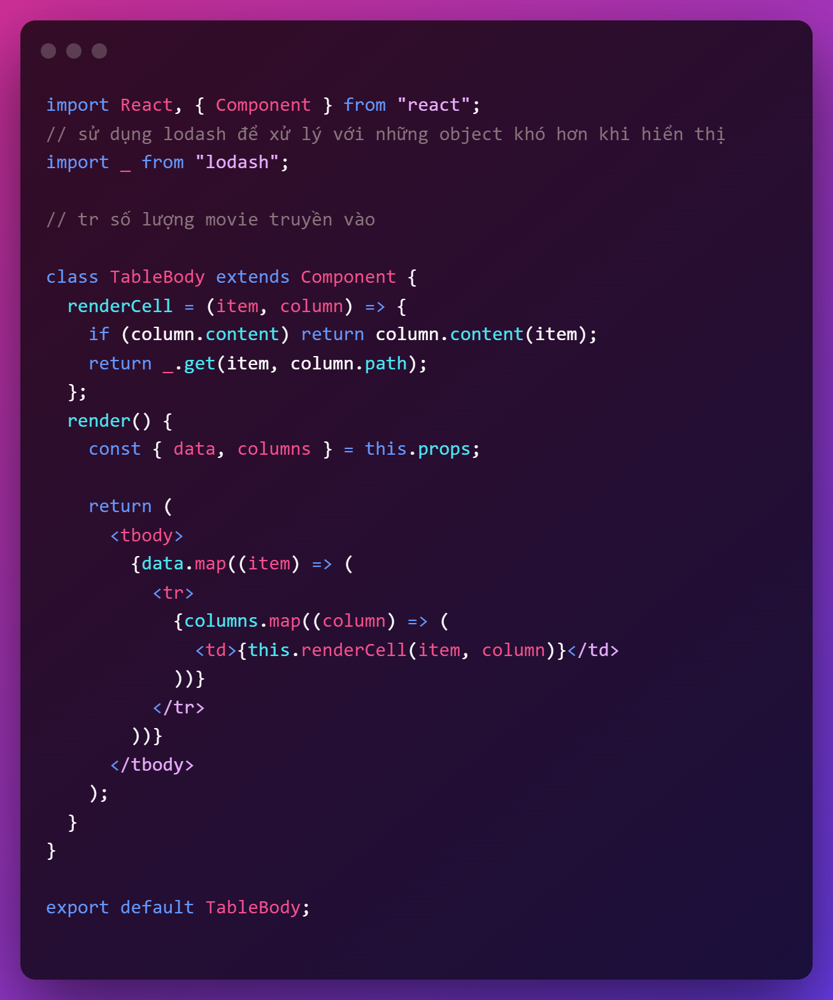 import React, { Component } from "react";
// sử dụng lodash để xử lý với những object khó hơn khi hiển thị
import _ from "lodash";

// tr số lượng movie truyền vào

class TableBody extends Component {
  renderCell = (item, column) => {
    if (column.content) return column.content(item);
    return _.get(item, column.path);
  };
  render() {
    const { data, columns } = this.props;

    return (
      <tbody>
        {data.map((item) => (
          <tr>
            {columns.map((column) => (
              <td>{this.renderCell(item, column)}</td>
            ))}
          </tr>
        ))}
      </tbody>
    );
  }
}

export default TableBody;